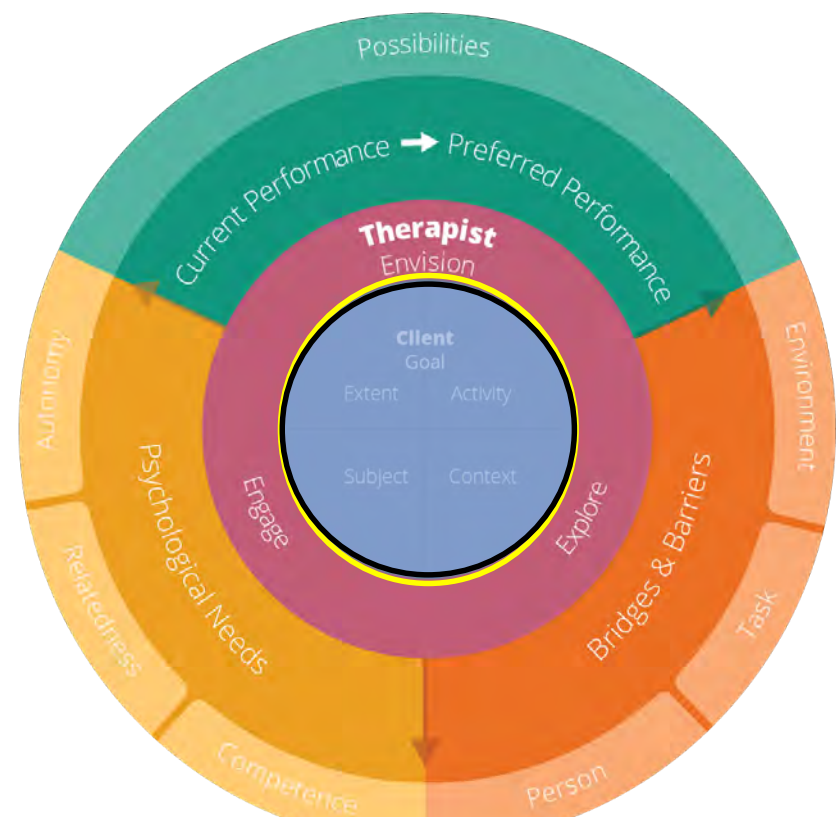 Possibilities
Current Performance → Preferred Performance
Therapist
Envision
Client
Goal
Extent
Activity
Subject
Context
Engage
Explore
Autonomy
Environment
Psychological Needs
Bridges & Barriers
Relatedness
Task
Competence
Person